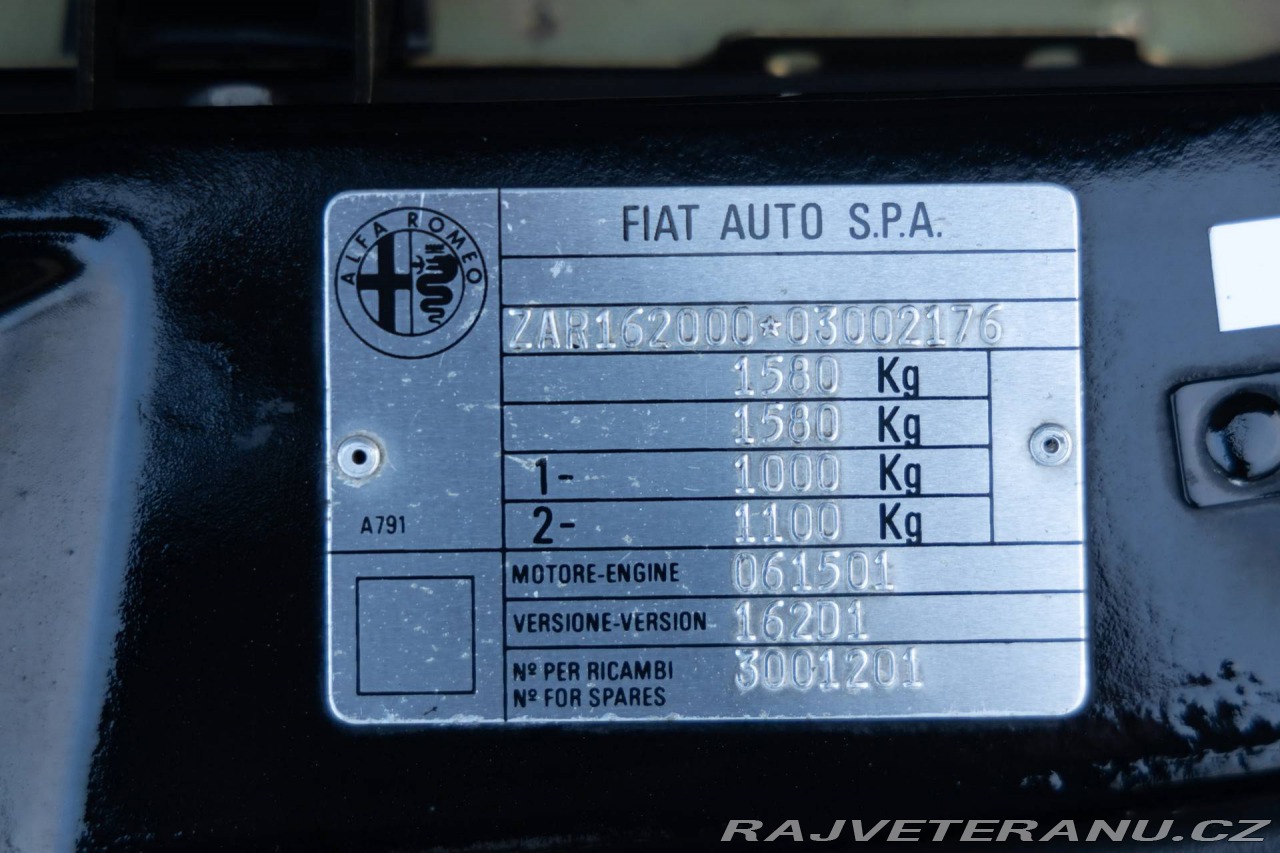 ALFA ROMEO
FIAT AUTO S.P.A.
ZAR162000*03002176
1580 Kg
1580 Kg
1- 1000 Kg
2- 1100 Kg
A791
MOTORE-ENGINE 061501
VERSIONE-VERSION 162D1
Nº PER RICAMBI 3001201
Nº FOR SPARES
RAJVETERANU.CZ